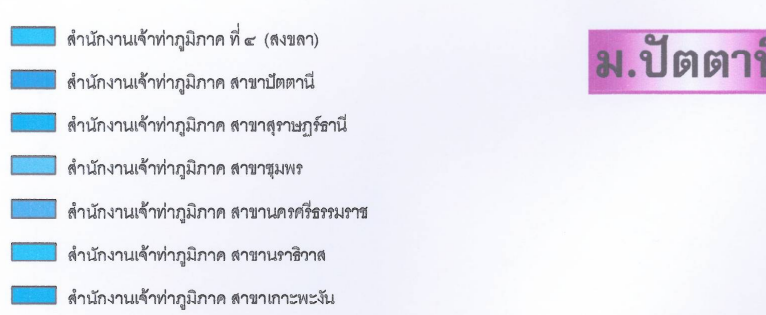 สำนักงานเจ้าท่าภูมิภาค ที่ ๔ (สงขลา)
ม.ปัตตานี
สำนักงานเจ้าท่าภูมิภาค สาขาปัตตานี
สำนักงานเจ้าท่าภูมิภาค สาขาสุราษฎร์ธานี
สำนักงานเจ้าท่าภูมิภาค สาขาชุมพร
สำนักงานเจ้าท่าภูมิภาค สาขานครศรีธรรมราช
สำนักงานเจ้าท่าภูมิภาค สาขานราธิวาส
สำนักงานเจ้าท่าภูมิภาค สาขาเกาะพะงัน